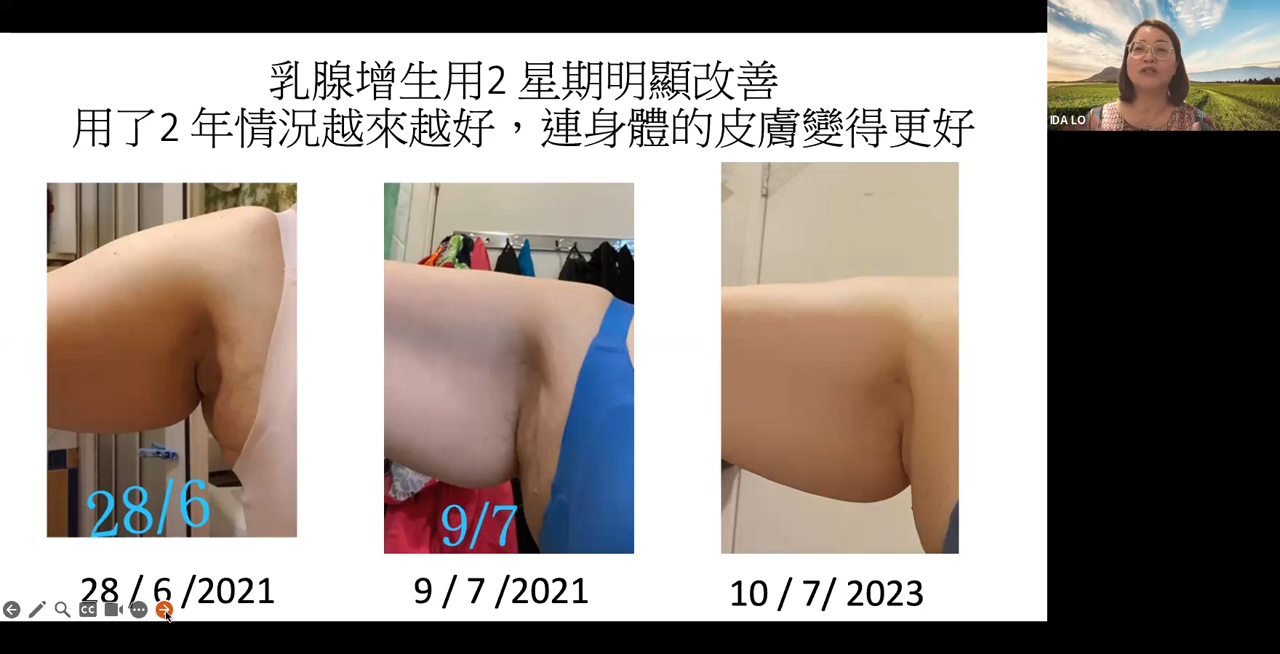 乳腺增生用2 星期明顯改善
用了2 年情況越來越好，連身體的皮膚變得更好
IDA LO
28/6
9/7
28 / 6 /2021
9 / 7 /2021
10 / 7/ 2023
CC